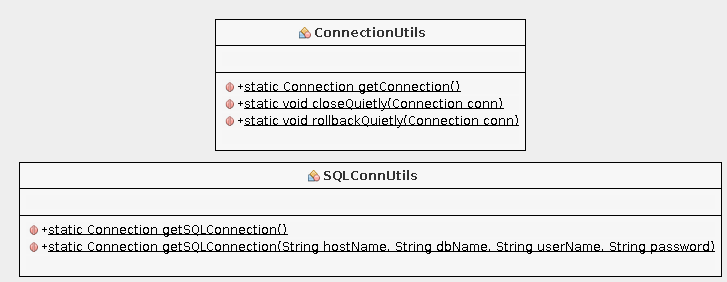 ConnectionUtils
+static Connection getConnection()
+static void closeQuietly(Connection conn)
+static void rollbackQuietly(Connection conn)
SQLConnUtils
+static Connection getSQLConnection()
+static Connection getSQLConnection(String hostName, String dbName, String userName, String password)